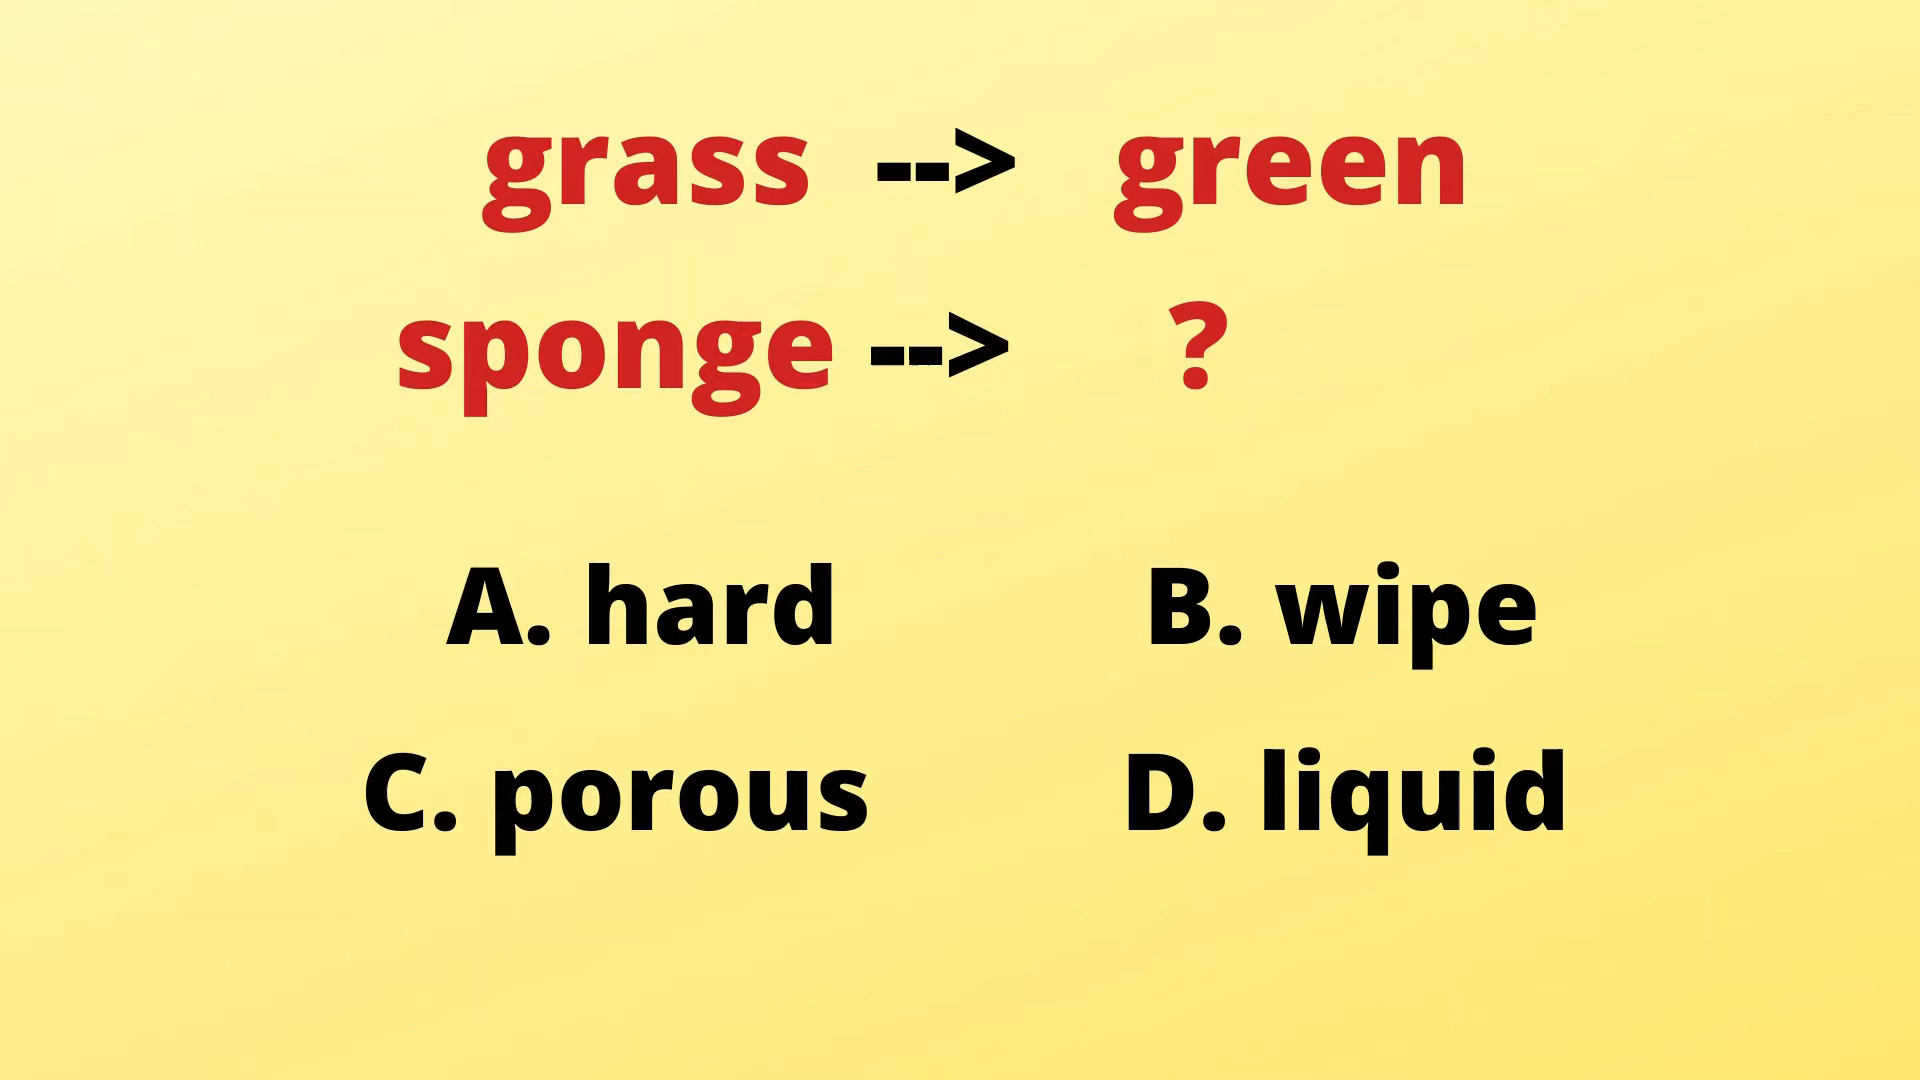 grass --> green
sponge --> ?
A. hard B. wipe
C. porous D. liquid